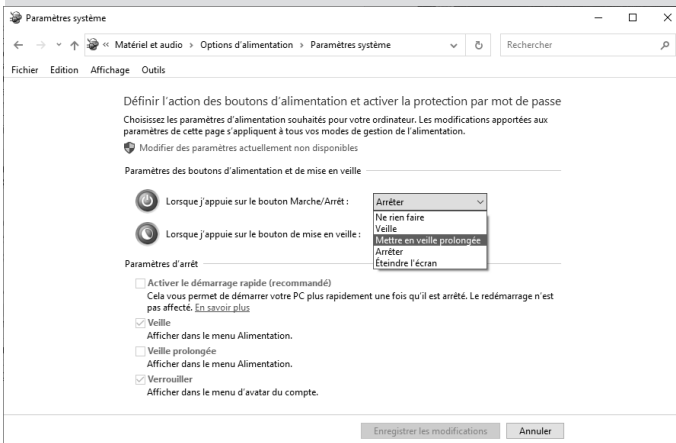 Paramètres système
« Matériel et audio › Options d'alimentation › Paramètres système
Rechercher
Fichier Edition Affichage Outils
Définir l'action des boutons d'alimentation et activer la protection par mot de passe
Choisissez les paramètres d'alimentation souhaités pour votre ordinateur. Les modifications apportées aux
paramètres de cette page s'appliquent à tous vos modes de gestion de l'alimentation.
Modifier des paramètres actuellement non disponibles
Paramètres des boutons d'alimentation et de mise en veille
Lorsque j'appuie sur le bouton Marche/Arrêt :
Arrêter
Ne rien faire
Veille
Lorsque j'appuie sur le bouton de mise en veille :
Mettre en veille prolongée
Arrêter
Éteindre l'écran
Paramètres d'arrêt
Activer le démarrage rapide (recommandé)
Cela vous permet de démarrer votre PC plus rapidement une fois qu'il est arrêté. Le redémarrage n'est
pas affecté. En savoir plus
Veille
Afficher dans le menu Alimentation.
Veille prolongée
Afficher dans le menu Alimentation.
Verrouiller
Afficher dans le menu d'avatar du compte.
Enregistrer les modifications Annuler